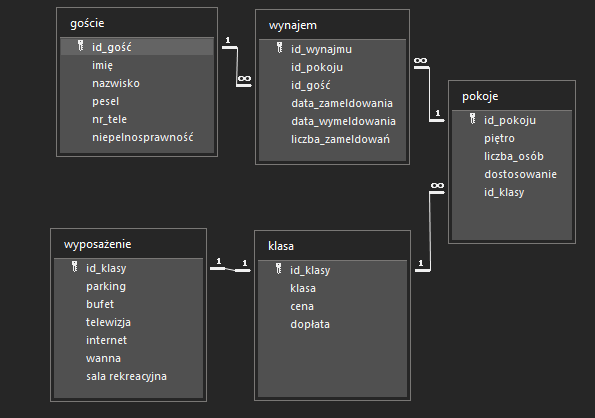 goście
id_gość
imię
nazwisko
pesel
nr_tele
niepelnosprawność
1
∞
wynajem
id_wynajmu
id_pokoju
id_gość
data_zameldowania
data_wymeldowania
liczba_zameldowań
∞
1
pokoje
id_pokoju
piętro
liczba_osób
dostosowanie
id_klasy
∞
1
wyposażenie
id_klasy
parking
bufet
telewizja
internet
wanna
sala rekreacyjna
1
1
klasa
id_klasy
klasa
cena
dopłata